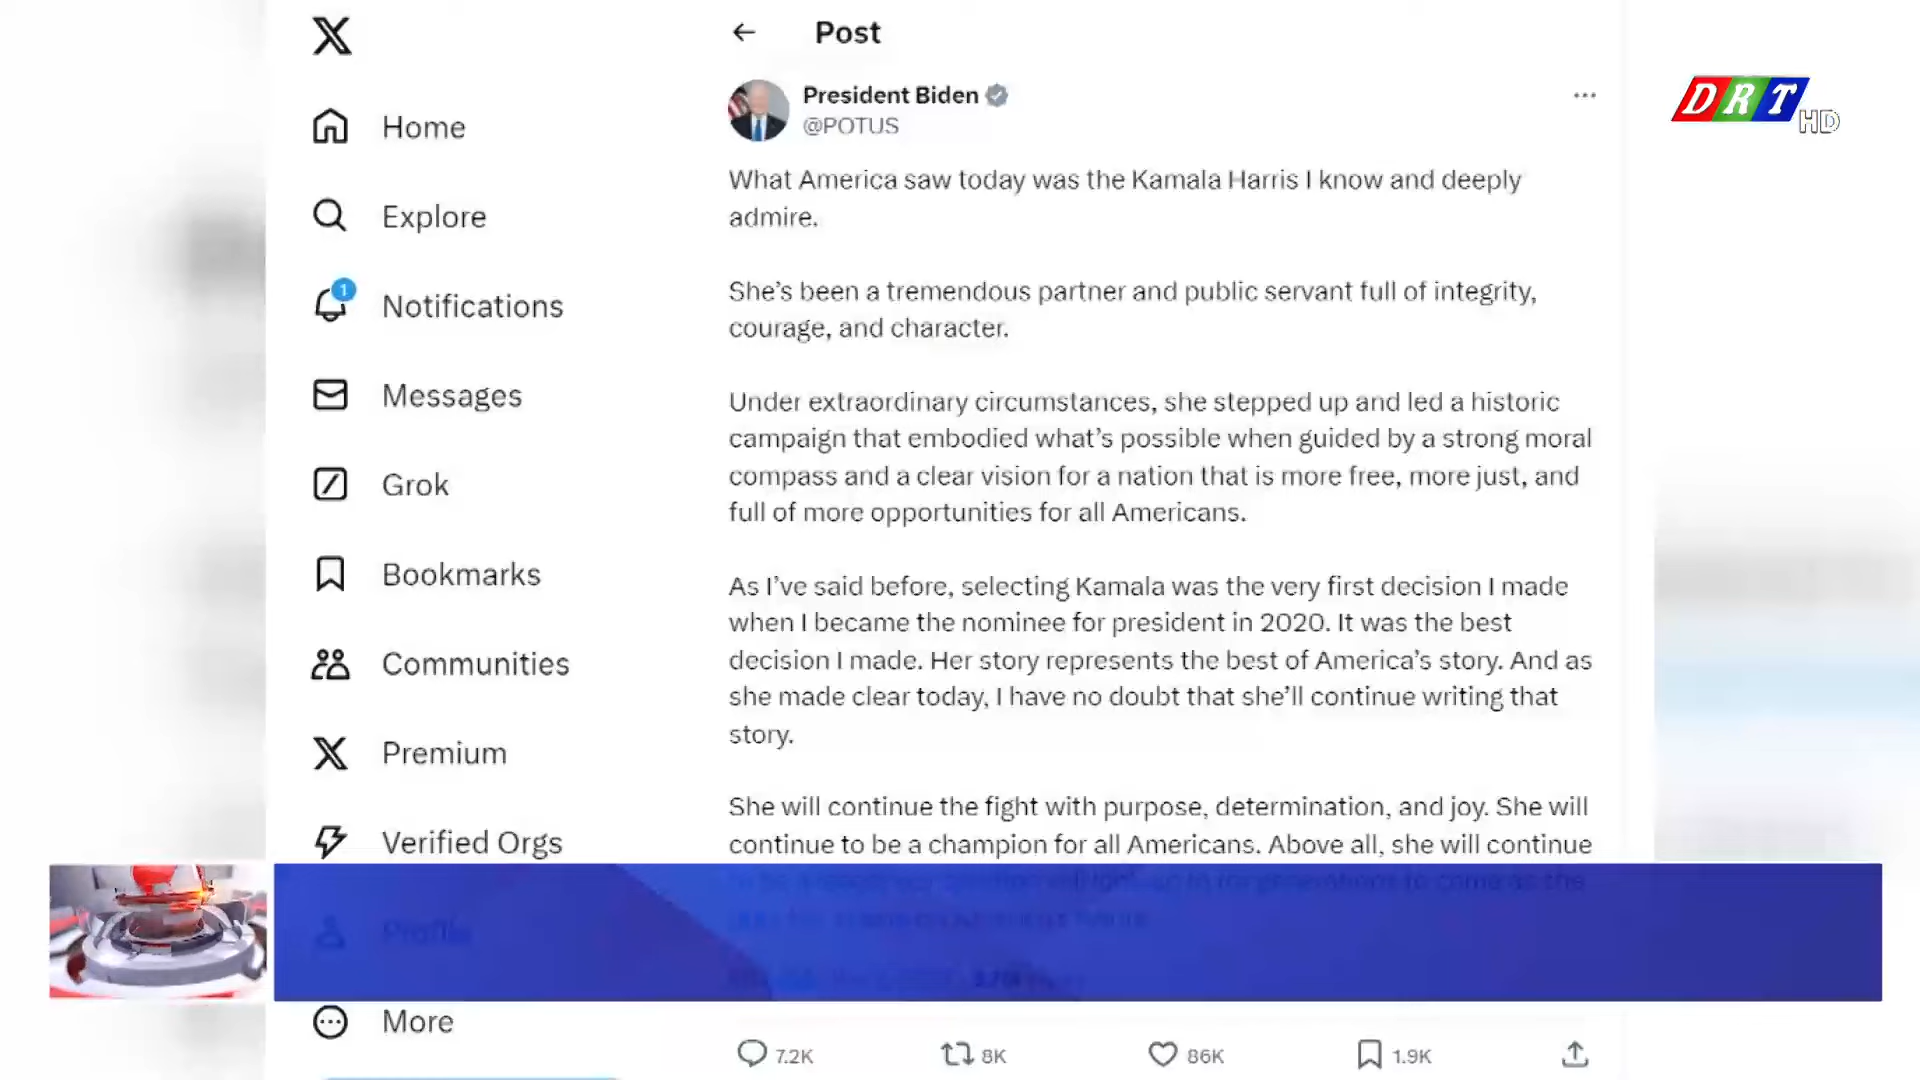 Post
President Biden
@POTUS
DRT HD
Home
Explore
1
Notifications
Messages
Grok
Bookmarks
Communities
Premium
Verified Orgs
Profile
More
What America saw today was the Kamala Harris I know and deeply
admire.
She’s been a tremendous partner and public servant full of integrity,
courage, and character.
Under extraordinary circumstances, she stepped up and led a historic
campaign that embodied what’s possible when guided by a strong moral
compass and a clear vision for a nation that is more free, more just, and
full of more opportunities for all Americans.
As I’ve said before, selecting Kamala was the very first decision I made
when I became the nominee for president in 2020. It was the best
decision I made. Her story represents the best of America’s story. And as
she made clear today, I have no doubt that she’ll continue writing that
story.
She will continue the fight with purpose, determination, and joy. She will
continue to be a champion for all Americans. Above all, she will continue
generations to come as she
7.2K
8K
86K
1.9K